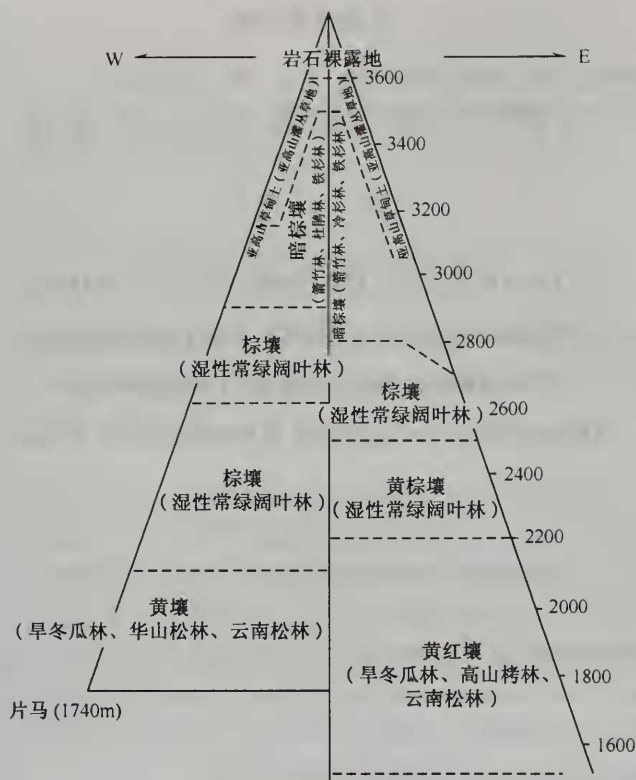 W
岩石裸露地
E
3600
亚高山草甸土（亚高山灌丛草地）
暗棕壤
（箭竹林、杜鹃林、铁杉林）
暗棕壤（箭竹林、冷杉林、铁杉林）
亚高山草甸土（亚高山灌丛草地）
3400
3200
3000
2800
棕壤
（湿性常绿阔叶林）
棕壤
（湿性常绿阔叶林）
2600
棕壤
（湿性常绿阔叶林）
黄棕壤
（湿性常绿阔叶林）
2400
2200
黄壤
（旱冬瓜林、华山松林、云南松林）
2000
黄红壤
（旱冬瓜林、高山栲林、
云南松林）
1800
片马 (1740m)
1600